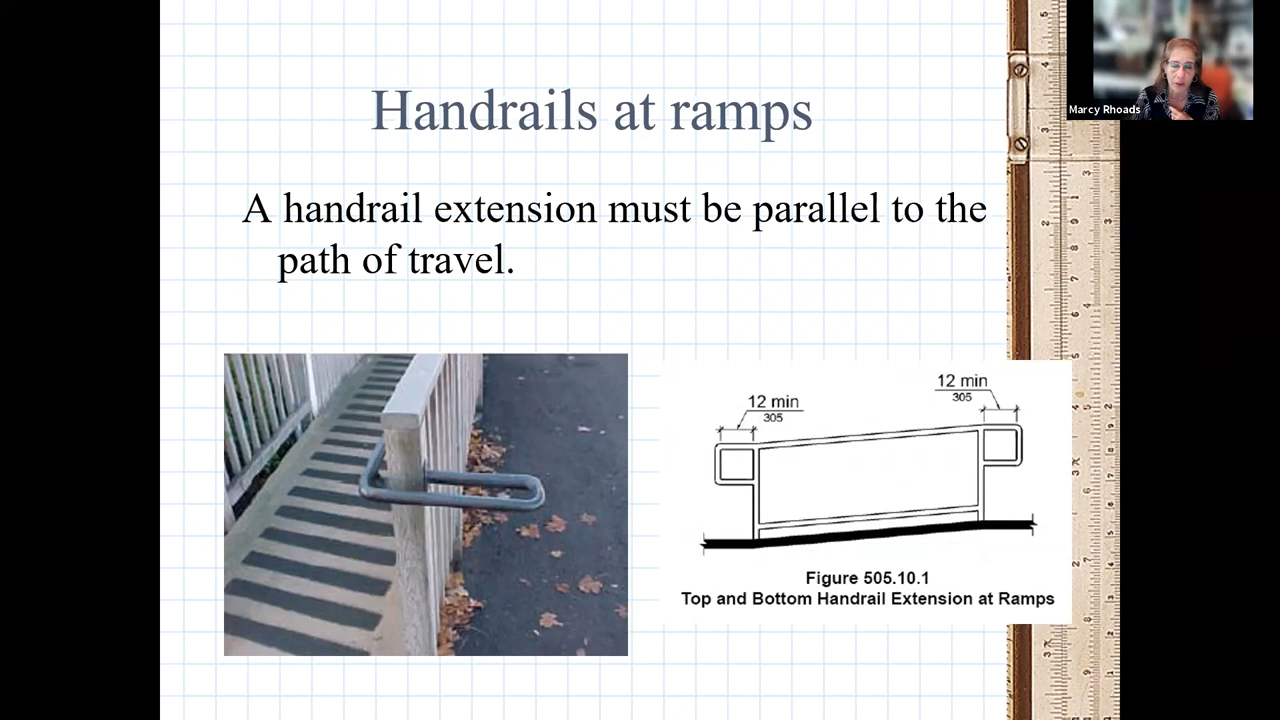 Handrails at ramps
Marcy Rhoads
A handrail extension must be parallel to the
path of travel.
12 min
305
12 min
305
Figure 505.10.1
Top and Bottom Handrail Extension at Ramps